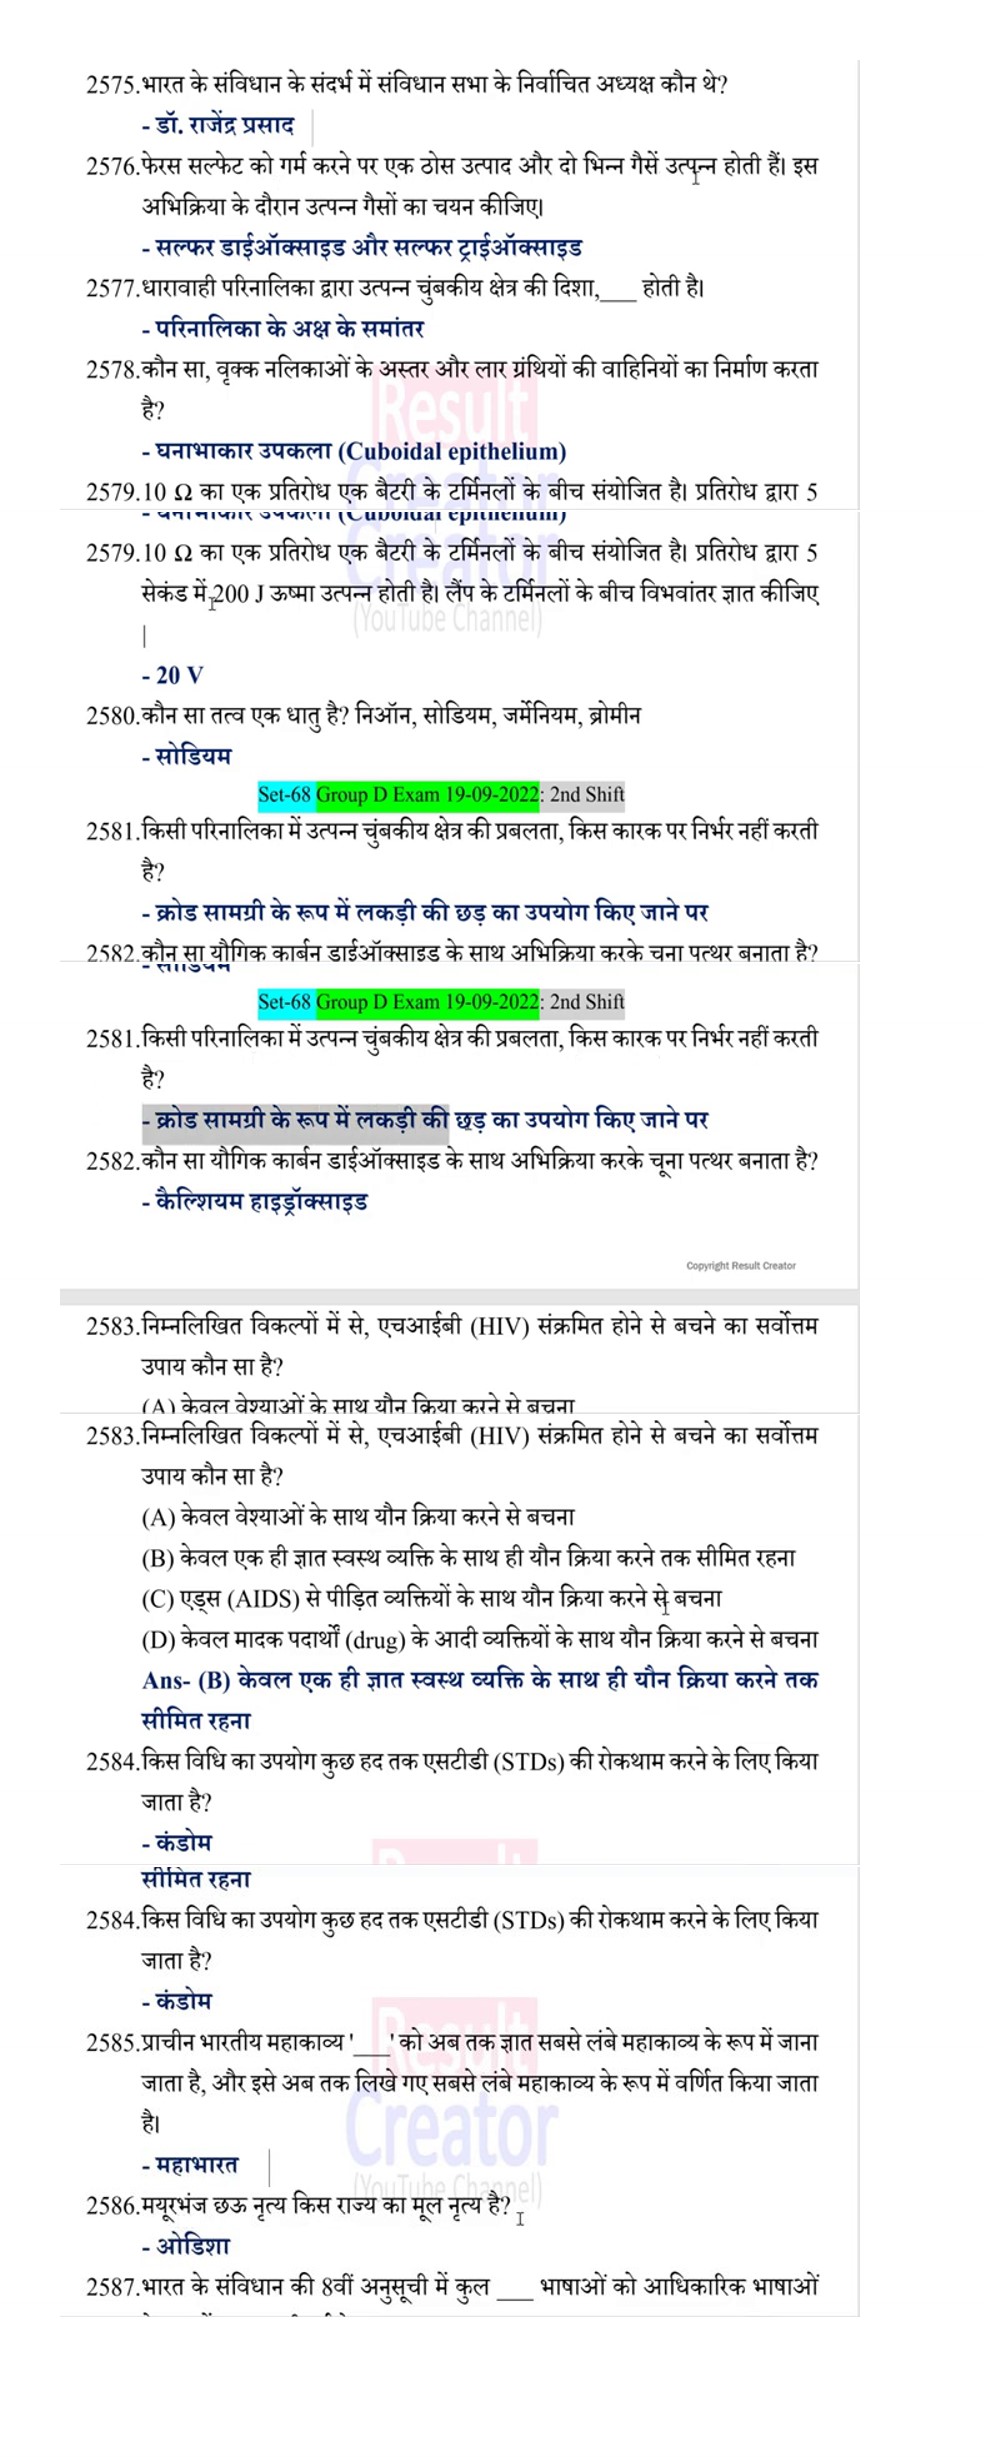 2575.भारत के संविधान के संदर्भ में संविधान सभा के निर्वाचित अध्यक्ष कौन थे?
- डॉ. राजेंद्र प्रसाद
2576.फेरस सल्फेट को गर्म करने पर एक ठोस उत्पाद और दो भिन्न गैसें उत्पन्न होती हैं। इस
अभिक्रिया के दौरान उत्पन्न गैसों का चयन कीजिए।
- सल्फर डाईऑक्साइड और सल्फर ट्राईऑक्साइड
2577.धारावाही परिनालिका द्वारा उत्पन्न चुंबकीय क्षेत्र की दिशा,___ होती है।
- परिनालिका के अक्ष के समांतर
2578.कौन सा, वृक्क नलिकाओं के अस्तर और लार ग्रंथियों की वाहिनियों का निर्माण करता
है?
Result
- घनाभाकार उपकला (Cuboidal epithelium)
Creator
2579.10 Ω का एक प्रतिरोध एक बैटरी के टर्मिनलों के बीच संयोजित है। प्रतिरोध द्वारा 5
- घनाभाकार उपकला (Cuboidal epithelium)
Creator
2579.10 Ω का एक प्रतिरोध एक बैटरी के टर्मिनलों के बीच संयोजित है। प्रतिरोध द्वारा 5
सेकंड में 200 J ऊष्मा उत्पन्न होती है। लैंप के टर्मिनलों के बीच विभवांतर ज्ञात कीजिए
(YouTube Channel)
|
- 20 V
2580.कौन सा तत्व एक धातु है? निऑन, सोडियम, जर्मेनियम, ब्रोमीन
- सोडियम
Set-68 Group D Exam 19-09-2022: 2nd Shift
2581.किसी परिनालिका में उत्पन्न चुंबकीय क्षेत्र की प्रबलता, किस कारक पर निर्भर नहीं करती
है?
- क्रोड सामग्री के रूप में लकड़ी की छड़ का उपयोग किए जाने पर
2582.कौन सा यौगिक कार्बन डाईऑक्साइड के साथ अभिक्रिया करके चूना पत्थर बनाता है?
- सोडियम
Set-68 Group D Exam 19-09-2022: 2nd Shift
2581.किसी परिनालिका में उत्पन्न चुंबकीय क्षेत्र की प्रबलता, किस कारक पर निर्भर नहीं करती
है?
- क्रोड सामग्री के रूप में लकड़ी की छड़ का उपयोग किए जाने पर
2582.कौन सा यौगिक कार्बन डाईऑक्साइड के साथ अभिक्रिया करके चूना पत्थर बनाता है?
- कैल्शियम हाइड्रॉक्साइड
Copyright Result Creator
2583.निम्नलिखित विकल्पों में से, एचआईबी (HIV) संक्रमित होने से बचने का सर्वोत्तम
उपाय कौन सा है?
(A) केवल वेश्याओं के साथ यौन क्रिया करने से बचना
2583.निम्नलिखित विकल्पों में से, एचआईबी (HIV) संक्रमित होने से बचने का सर्वोत्तम
उपाय कौन सा है?
(A) केवल वेश्याओं के साथ यौन क्रिया करने से बचना
(B) केवल एक ही ज्ञात स्वस्थ व्यक्ति के साथ ही यौन क्रिया करने तक सीमित रहना
(C) एड्स (AIDS) से पीड़ित व्यक्तियों के साथ यौन क्रिया करने से बचना
(D) केवल मादक पदार्थों (drug) के आदी व्यक्तियों के साथ यौन क्रिया करने से बचना
Ans- (B) केवल एक ही ज्ञात स्वस्थ व्यक्ति के साथ ही यौन क्रिया करने तक
सीमित रहना
2584.किस विधि का उपयोग कुछ हद तक एसटीडी (STDs) की रोकथाम करने के लिए किया
जाता है?
- कंडोम
सीमित रहना
2584.किस विधि का उपयोग कुछ हद तक एसटीडी (STDs) की रोकथाम करने के लिए किया
जाता है?
- कंडोम
Result
2585.प्राचीन भारतीय महाकाव्य '___' को अब तक ज्ञात सबसे लंबे महाकाव्य के रूप में जाना
जाता है, और इसे अब तक लिखे गए सबसे लंबे महाकाव्य के रूप में वर्णित किया जाता
है।
Creator
- महाभारत
(YouTube Channel)
2586.मयूरभंज छऊ नृत्य किस राज्य का मूल नृत्य है?
- ओडिशा
2587.भारत के संविधान की 8वीं अनुसूची में कुल ___ भाषाओं को आधिकारिक भाषाओं